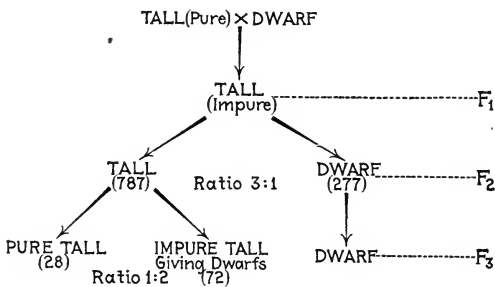 TALL(Pure) × DWARF
TALL
(Impure)
F1
TALL
(787)
Ratio 3:1
DWARF
(277)
F2
PURE TALL
(28)
IMPURE TALL
Giving Dwarfs
(72)
Ratio 1:2
DWARF
F3